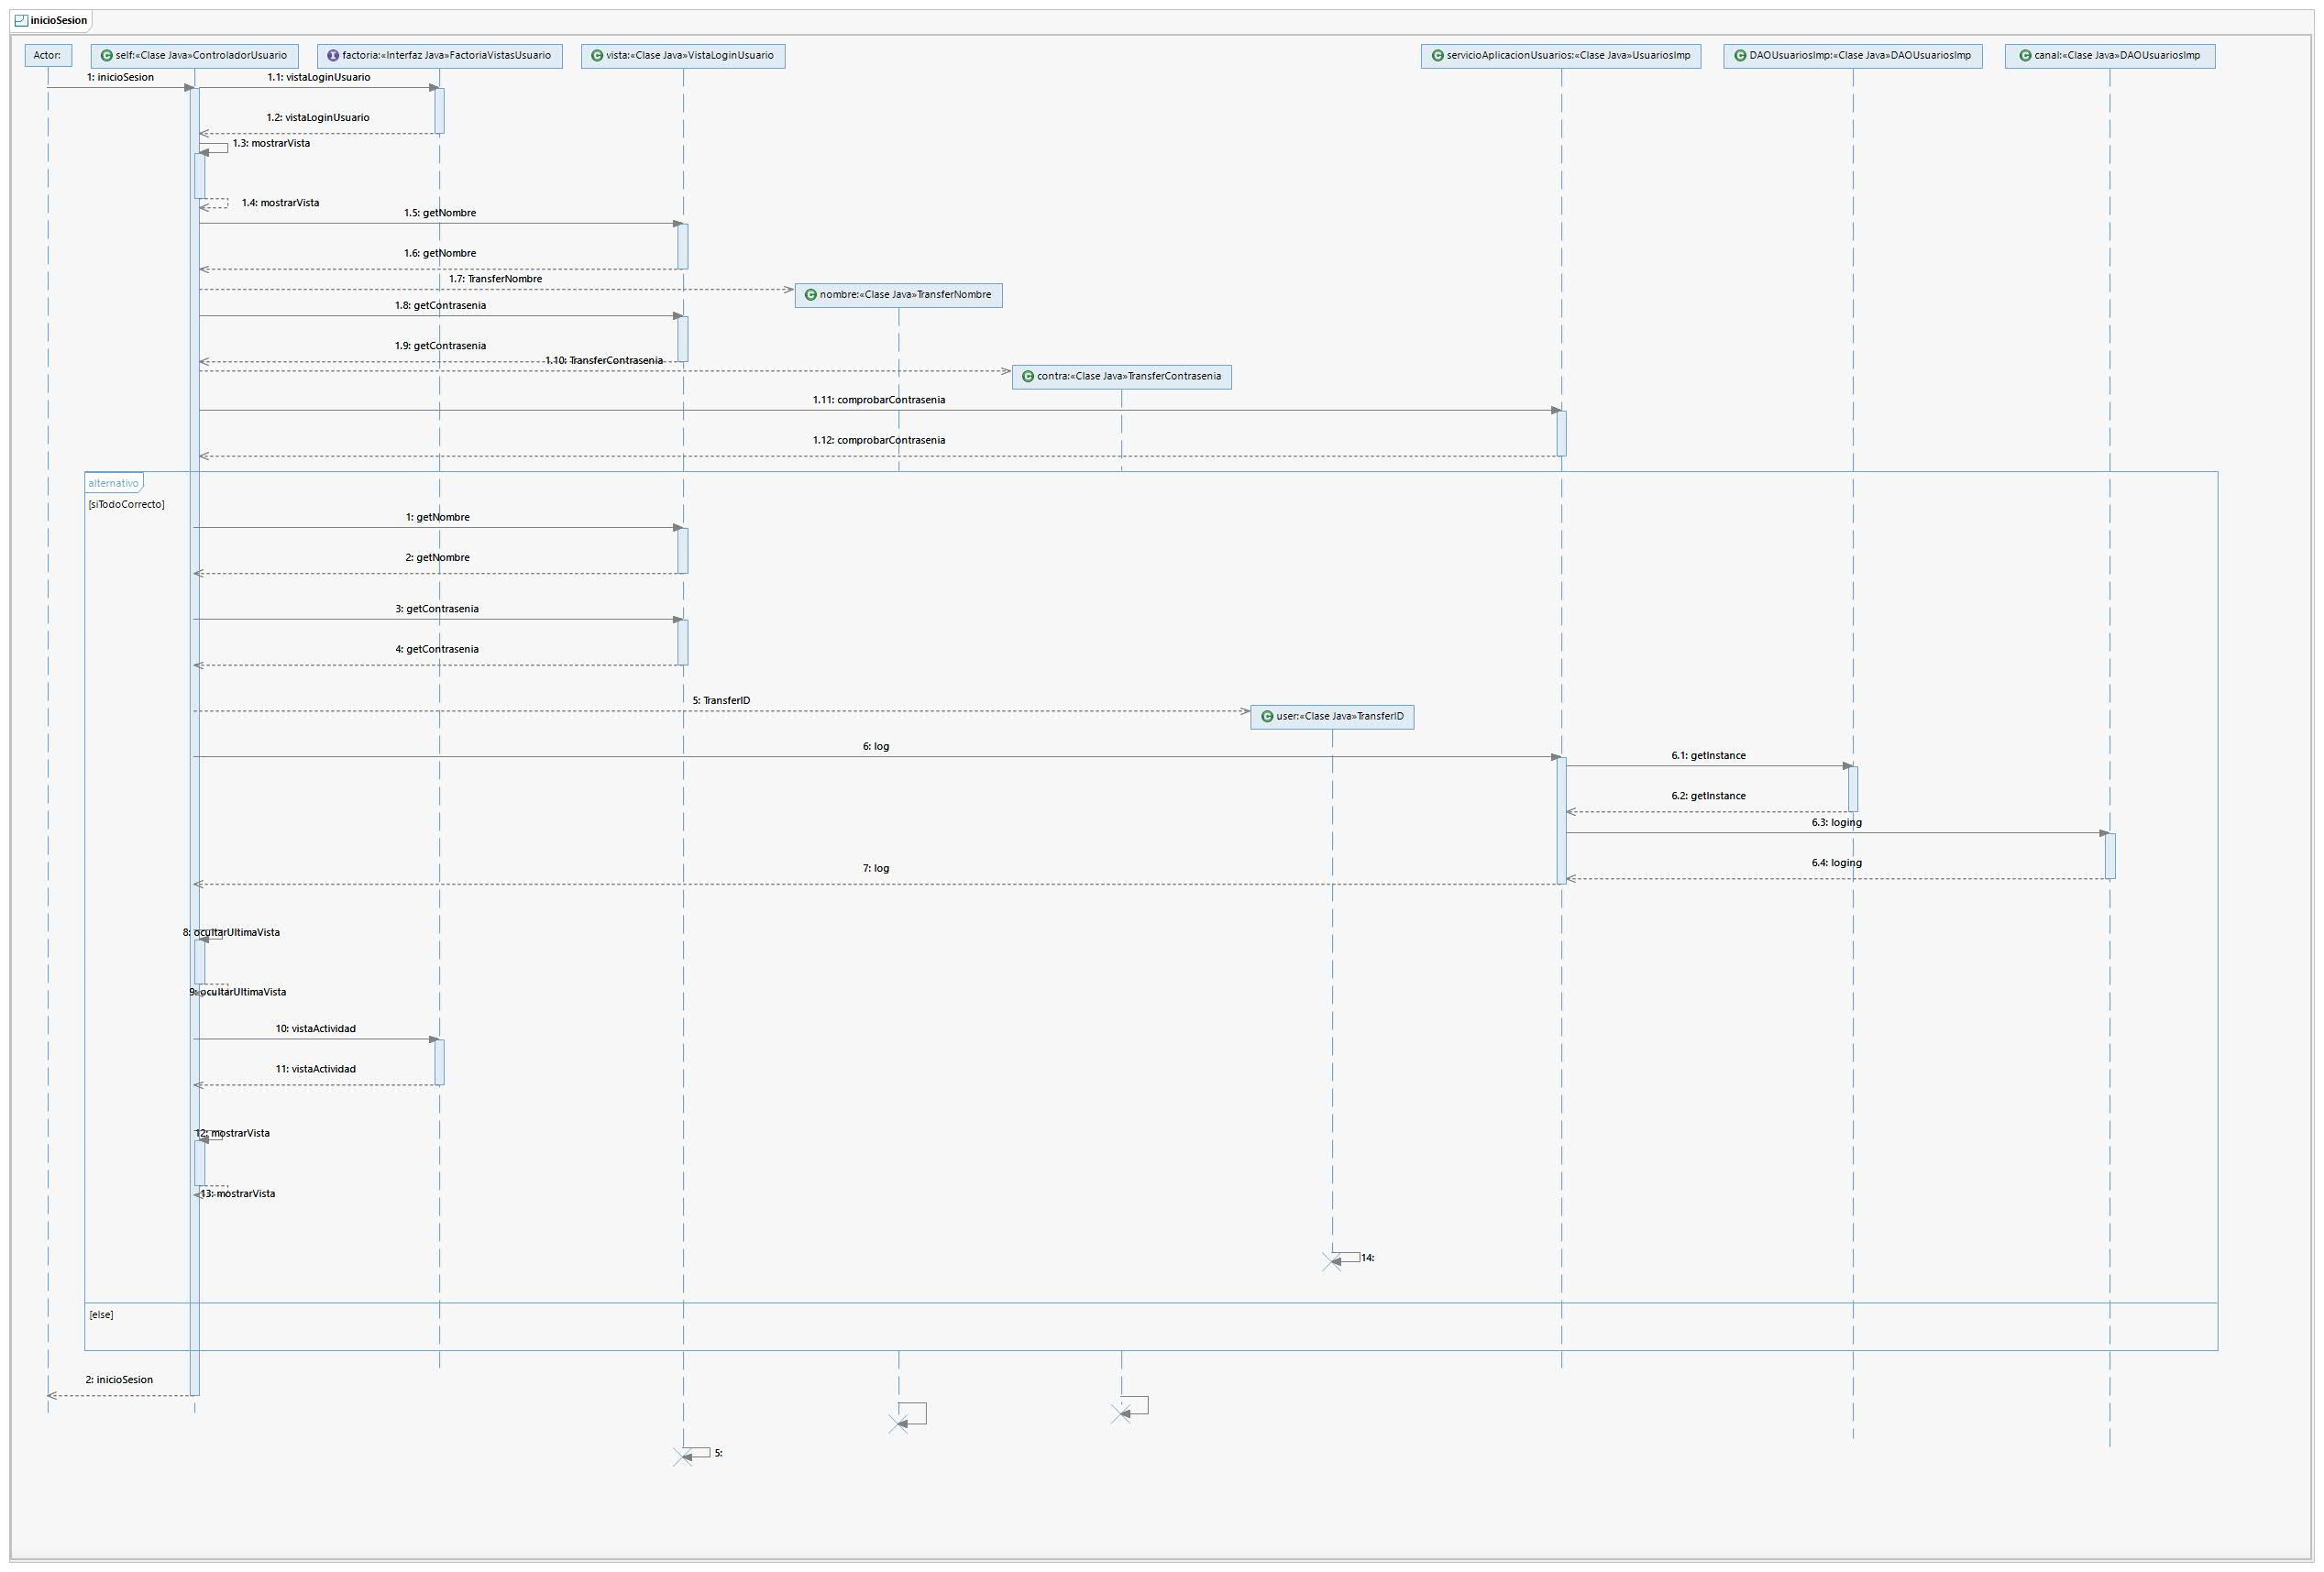 inicioSesion
Actor:
self:«Clase Java»ControladorUsuario
factoria:«Interfaz Java»FactoriaVistasUsuario
vista:«Clase Java»VistaLoginUsuario
servicioAplicacionUsuarios:«Clase Java»UsuariosImp
DAOUsuariosImp:«Clase Java»DAOUsuariosImp
canal:«Clase Java»DAOUsuariosImp
1: inicioSesion
1.1: vistaLoginUsuario
1.2: vistaLoginUsuario
1.3: mostrarVista
1.4: mostrarVista
1.5: getNombre
1.6: getNombre
1.7: TransferNombre
nombre:«Clase Java»TransferNombre
1.8: getContrasenia
1.9: getContrasenia
1.10: TransferContrasenia
contra:«Clase Java»TransferContrasenia
1.11: comprobarContrasenia
1.12: comprobarContrasenia
alternativo
[siTodoCorrecto]
1: getNombre
2: getNombre
3: getContrasenia
4: getContrasenia
5: TransferID
user:«Clase Java»TransferID
6: log
6.1: getInstance
6.2: getInstance
6.3: loging
6.4: loging
7: log
8: ocultarUltimaVista
9: ocultarUltimaVista
10: vistaActividad
11: vistaActividad
12: mostrarVista
13: mostrarVista
14:
[else]
2: inicioSesion
5: